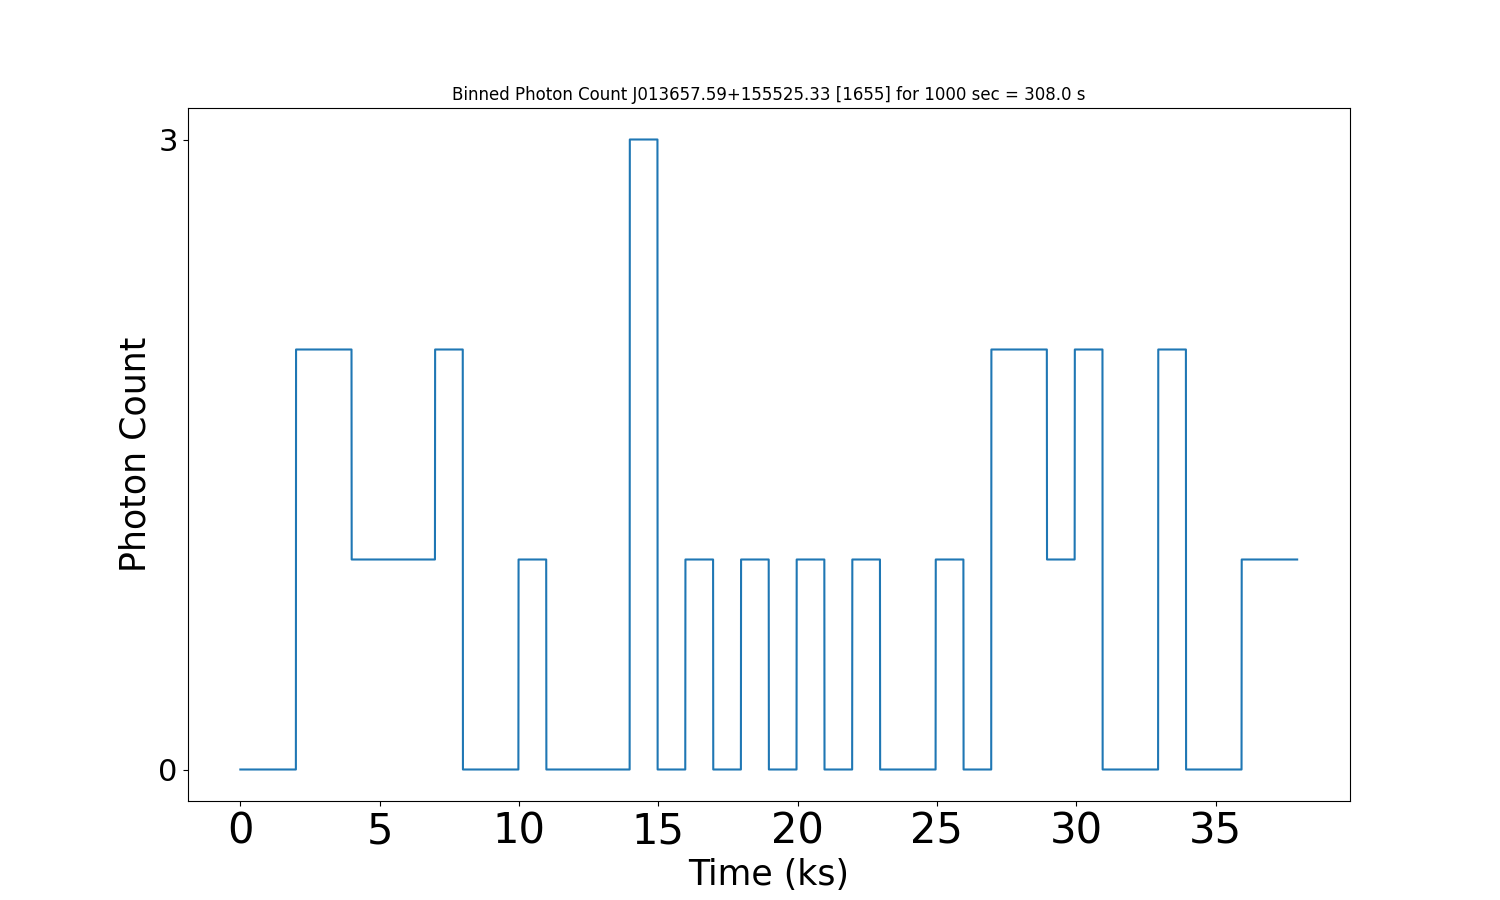 Binned Photon Count J013657.59+155525.33 [1655] for 1000 sec = 308.0 s
3
Photon Count
0
0 5 10 15 20 25 30 35
Time (ks)